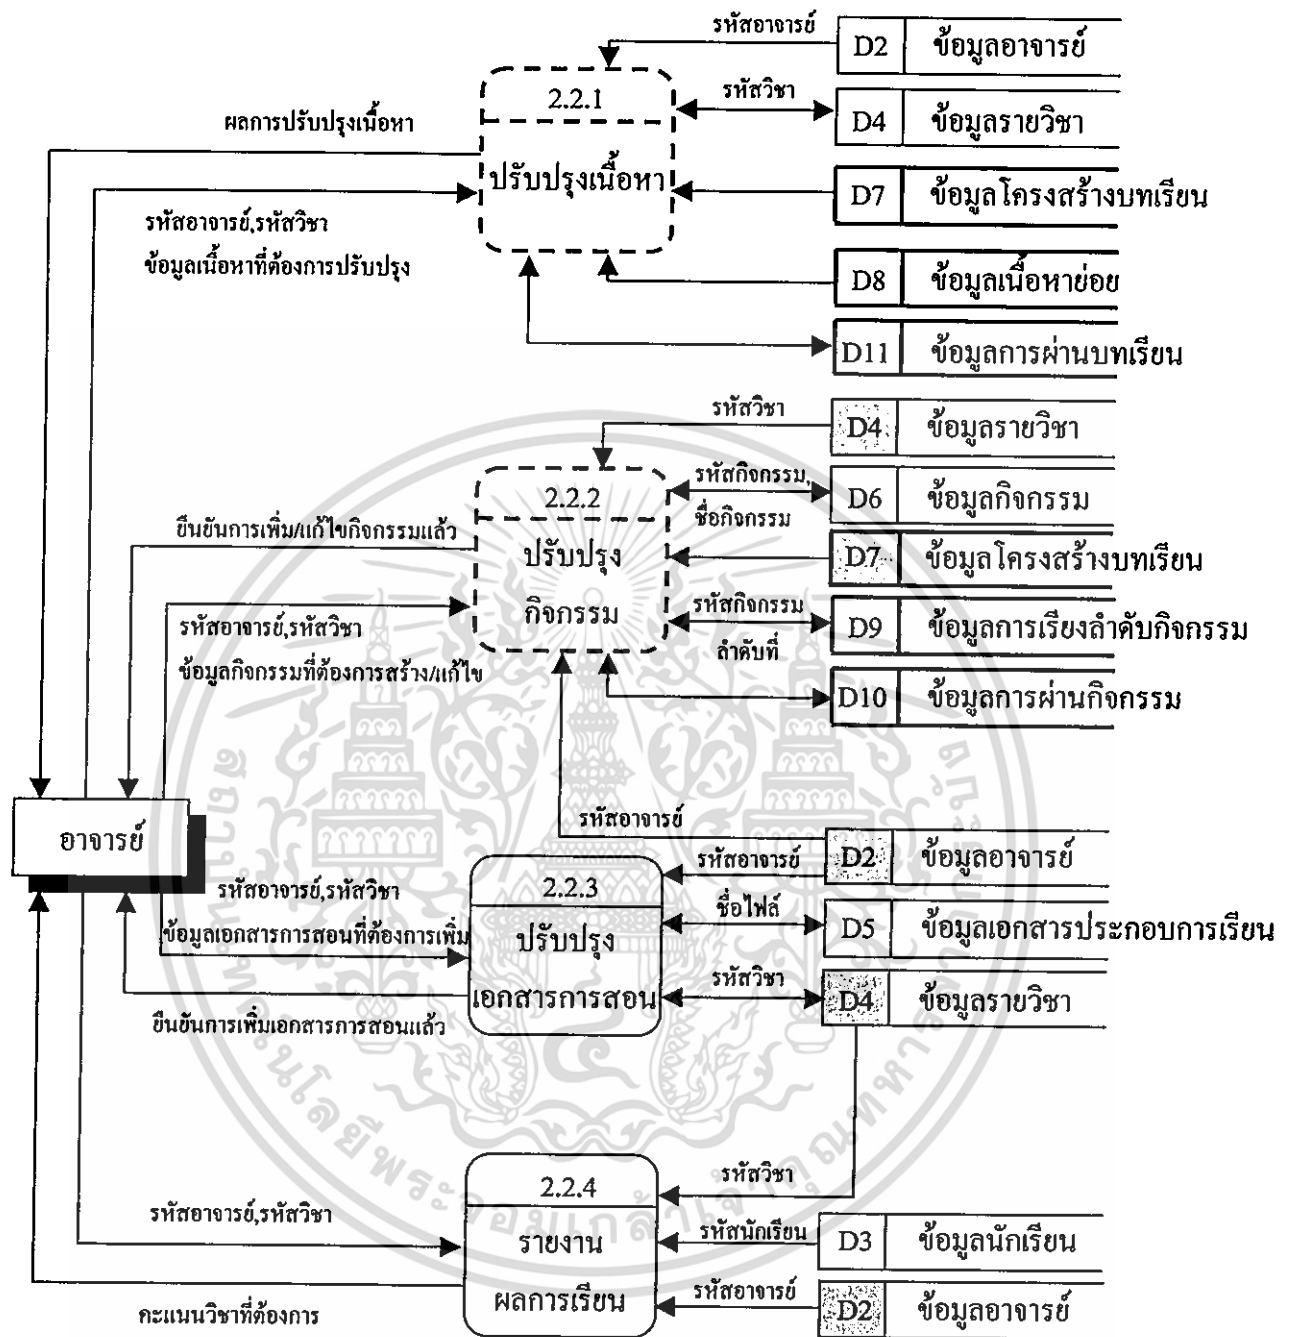 รหัสอาจารย์
D2 ข้อมูลอาจารย์
2.2.1
รหัสวิชา
D4 ข้อมูลรายวิชา
ผลการปรับปรุงเนื้อหา
ปรับปรุงเนื้อหา
D7 ข้อมูลโครงสร้างบทเรียน
รหัสอาจารย์,รหัสวิชา
ข้อมูลเนื้อหาที่ต้องการปรับปรุง
D8 ข้อมูลเนื้อหาย่อย
D11 ข้อมูลการผ่านบทเรียน
รหัสวิชา
D4 ข้อมูลรายวิชา
2.2.2
รหัสกิจกรรม,
D6 ข้อมูลกิจกรรม
ชื่อกิจกรรม
ยืนยันการเพิ่ม/แก้ไขกิจกรรมแล้ว
ปรับปรุง
กิจกรรม
D7 ข้อมูลโครงสร้างบทเรียน
รหัสกิจกรรม
D9 ข้อมูลการเรียงลำดับกิจกรรม
ลำดับที่
รหัสอาจารย์,รหัสวิชา
ข้อมูลกิจกรรมที่ต้องการสร้าง/แก้ไข
D10 ข้อมูลการผ่านกิจกรรม
อาจารย์
รหัสอาจารย์
D2 ข้อมูลอาจารย์
รหัสอาจารย์
2.2.3
รหัสอาจารย์,รหัสวิชา
ชื่อไฟล์
D5 ข้อมูลเอกสารประกอบการเรียน
ข้อมูลเอกสารการสอนที่ต้องการเพิ่ม
ปรับปรุง
เอกสารการสอน
รหัสวิชา
D4 ข้อมูลรายวิชา
ยืนยันการเพิ่มเอกสารการสอนแล้ว
รหัสวิชา
2.2.4
รหัสอาจารย์,รหัสวิชา
รายงาน
ผลการเรียน
รหัสนักเรียน
D3 ข้อมูลนักเรียน
รหัสอาจารย์
D2 ข้อมูลอาจารย์
คะแนนวิชาที่ต้องการ